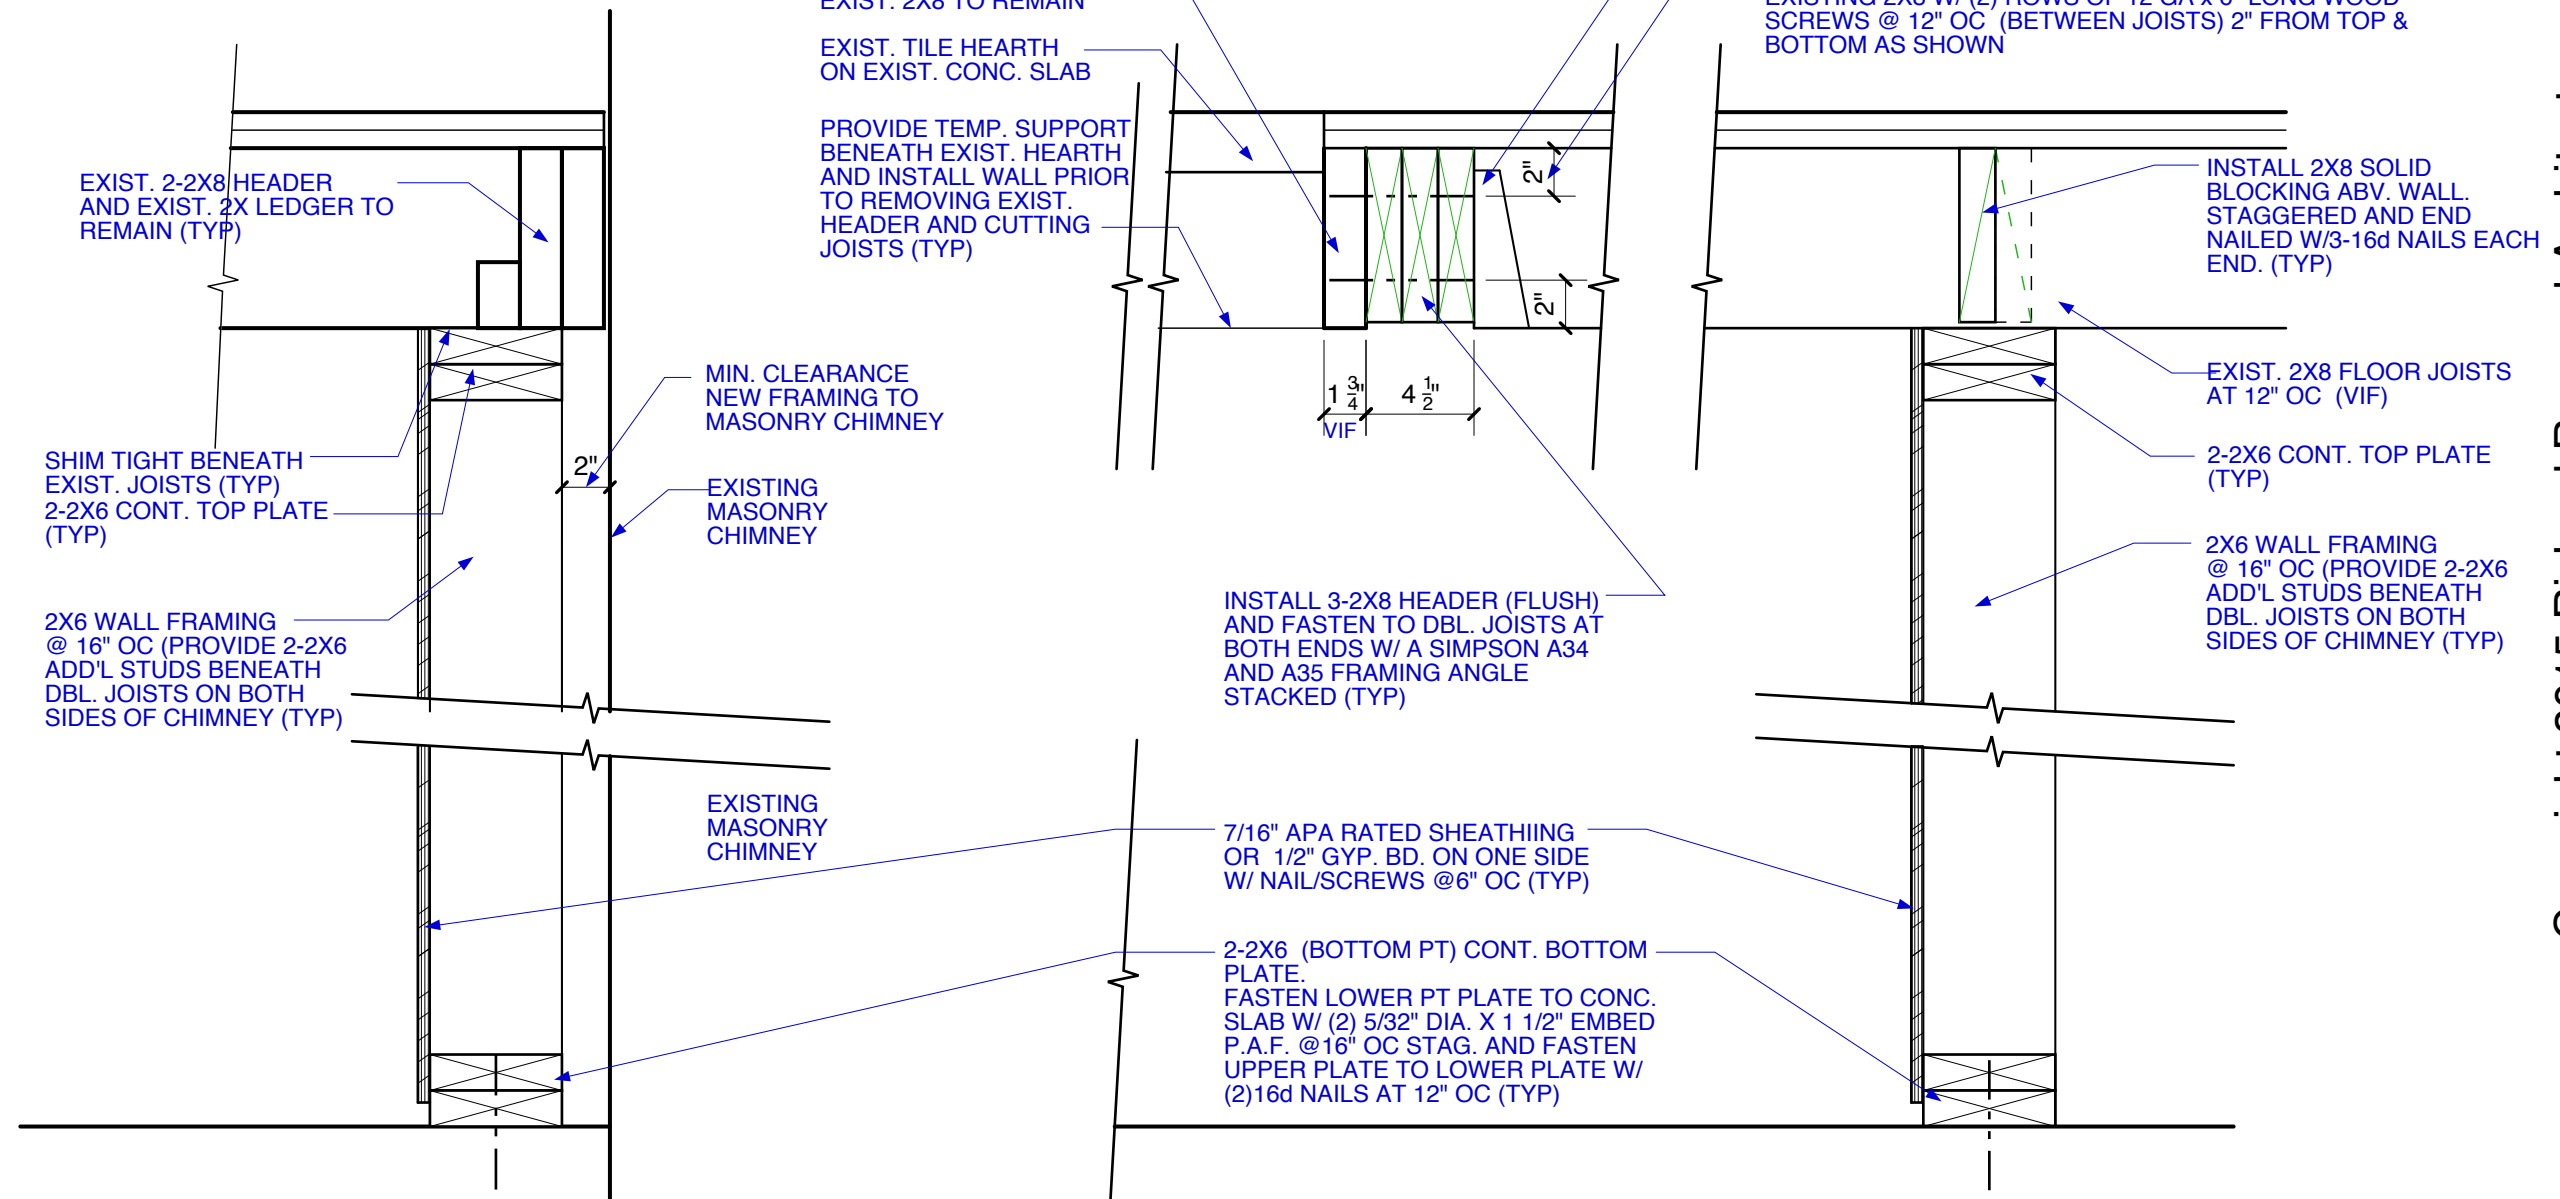 EXIST. 2X8 TO REMAIN
EXIST. TILE HEARTH
ON EXIST. CONC. SLAB
PROVIDE TEMP. SUPPORT
BENEATH EXIST. HEARTH
AND INSTALL WALL PRIOR
TO REMOVING EXIST.
HEADER AND CUTTING
JOISTS (TYP)
SCREWS @ 12" OC (BETWEEN JOISTS) 2" FROM TOP &
BOTTOM AS SHOWN
EXIST. 2-2X8 HEADER
AND EXIST. 2X LEDGER TO
REMAIN (TYP)
2"
2"
INSTALL 2X8 SOLID
BLOCKING ABV. WALL.
STAGGERED AND END
NAILED W/3-16d NAILS EACH
END. (TYP)
MIN. CLEARANCE
NEW FRAMING TO
MASONRY CHIMNEY
1 3/4"
VIF
4 1/2"
EXIST. 2X8 FLOOR JOISTS
AT 12" OC (VIF)
SHIM TIGHT BENEATH
EXIST. JOISTS (TYP)
2-2X6 CONT. TOP PLATE
(TYP)
2"
EXISTING
MASONRY
CHIMNEY
2-2X6 CONT. TOP PLATE
(TYP)
2X6 WALL FRAMING
@ 16" OC (PROVIDE 2-2X6
ADD'L STUDS BENEATH
DBL. JOISTS ON BOTH
SIDES OF CHIMNEY (TYP)
INSTALL 3-2X8 HEADER (FLUSH)
AND FASTEN TO DBL. JOISTS AT
BOTH ENDS W/ A SIMPSON A34
AND A35 FRAMING ANGLE
STACKED (TYP)
2X6 WALL FRAMING
@ 16" OC (PROVIDE 2-2X6
ADD'L STUDS BENEATH
DBL. JOISTS ON BOTH
SIDES OF CHIMNEY (TYP)
EXISTING
MASONRY
CHIMNEY
7/16" APA RATED SHEATHIING
OR 1/2" GYP. BD. ON ONE SIDE
W/ NAIL/SCREWS @6" OC (TYP)
2-2X6 (BOTTOM PT) CONT. BOTTOM
PLATE.
FASTEN LOWER PT PLATE TO CONC.
SLAB W/ (2) 5/32" DIA. X 1 1/2" EMBED
P.A.F. @16" OC STAG. AND FASTEN
UPPER PLATE TO LOWER PLATE W/
(2)16d NAILS AT 12" OC (TYP)